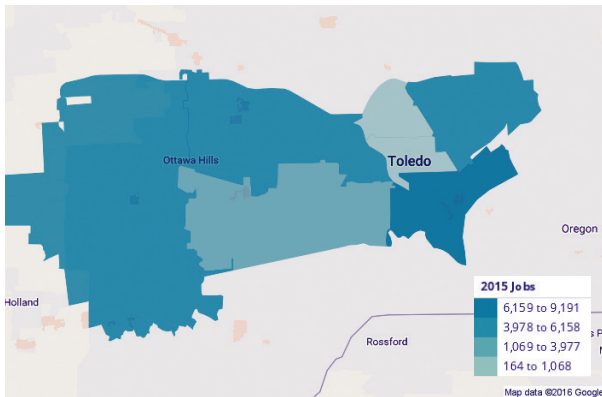 Ottawa Hills
Toledo
Oregon
Holland
Rossford
2015 Jobs
6,159 to 9,191
3,978 to 6,158
1,069 to 3,977
164 to 1,068
Map data ©2016 Google